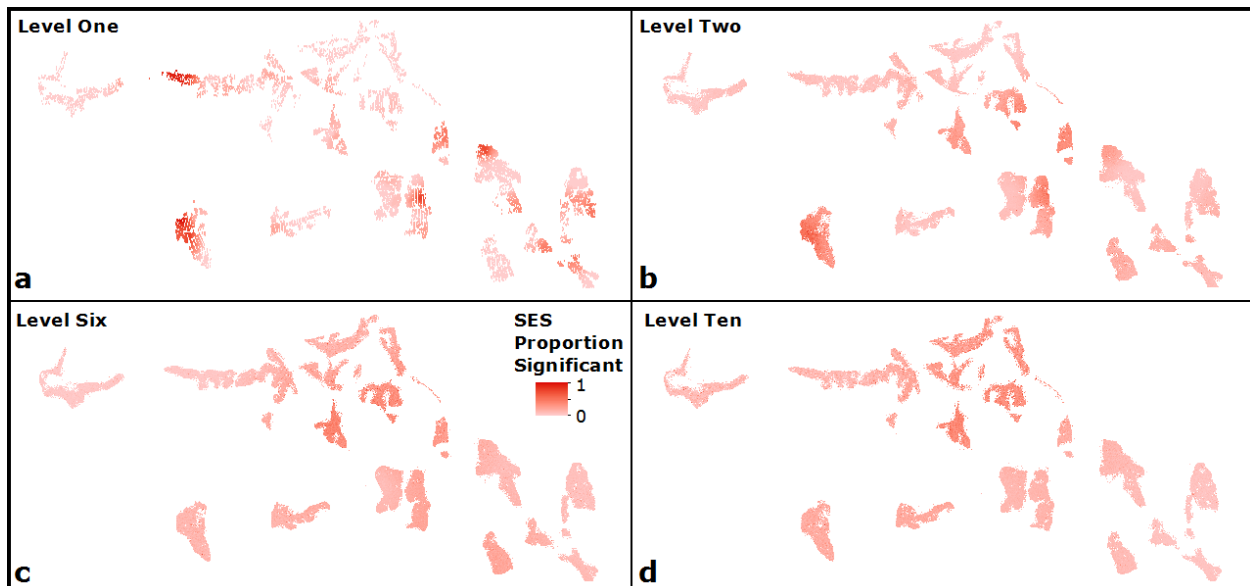 Level One
a
Level Two
b
Level Six
SES
Proportion
Significant
1
0
c
Level Ten
d